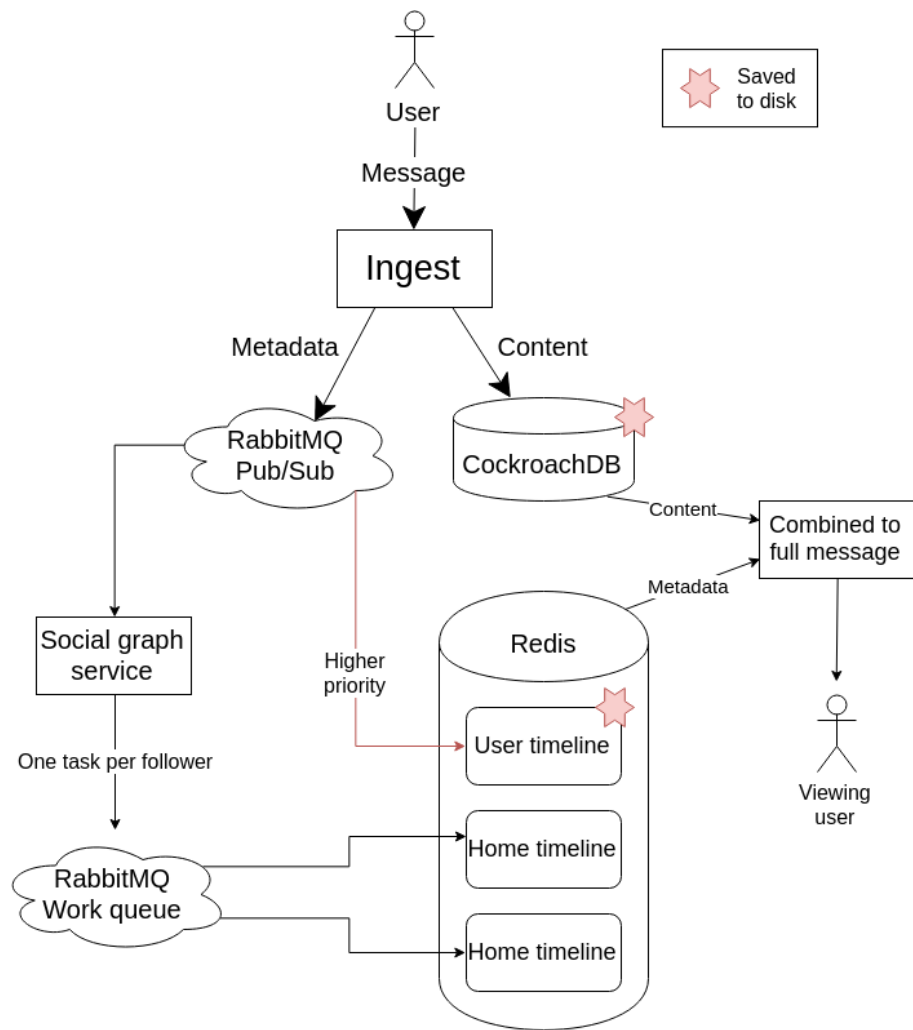 User
Saved
to disk
Message
Ingest
Metadata
Content
RabbitMQ
Pub/Sub
CockroachDB
Content
Combined to
full message
Metadata
Social graph
service
Redis
Higher
priority
User timeline
One task per follower
Viewing
user
Home timeline
RabbitMQ
Work queue
Home timeline